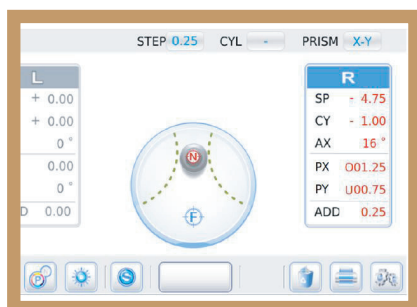 STEP 0.25 CYL - PRISM X-Y
L
+ 0.00
+ 0.00
0 °
0.00
0 °
D 0.00
N
F
R
SP - 4.75
CY - 1.00
AX 16 °
PX O01.25
PY U00.75
ADD 0.25
P
S